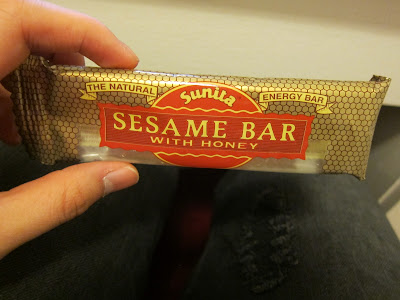 Sunita
THE NATURAL ENERGY BAR
SESAME BAR
WITH HONEY